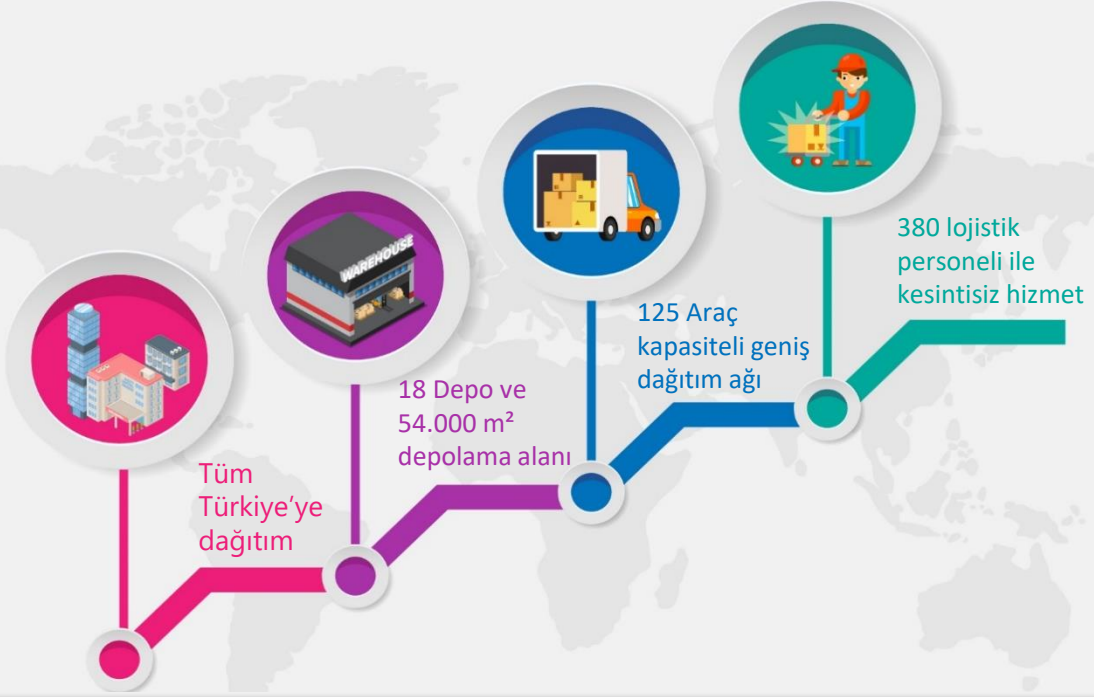 WAREHOUSE
380 lojistik
personeli ile
kesintisiz hizmet
125 Araç
kapasiteli geniş
dağıtım ağı
18 Depo ve
54.000 m²
depolama alanı
Tüm
Türkiye’ye
dağıtım